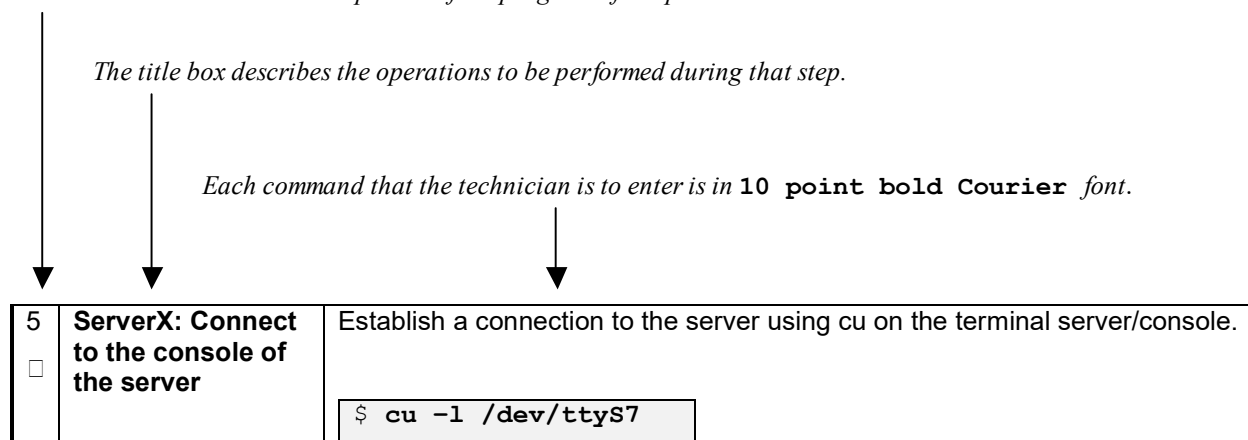 The title box describes the operations to be performed during that step.
Each command that the technician is to enter is in 10 point bold Courier font.
5 ServerX: Connect to the console of the server
Establish a connection to the server using cu on the terminal server/console.
$ cu –l /dev/ttyS7